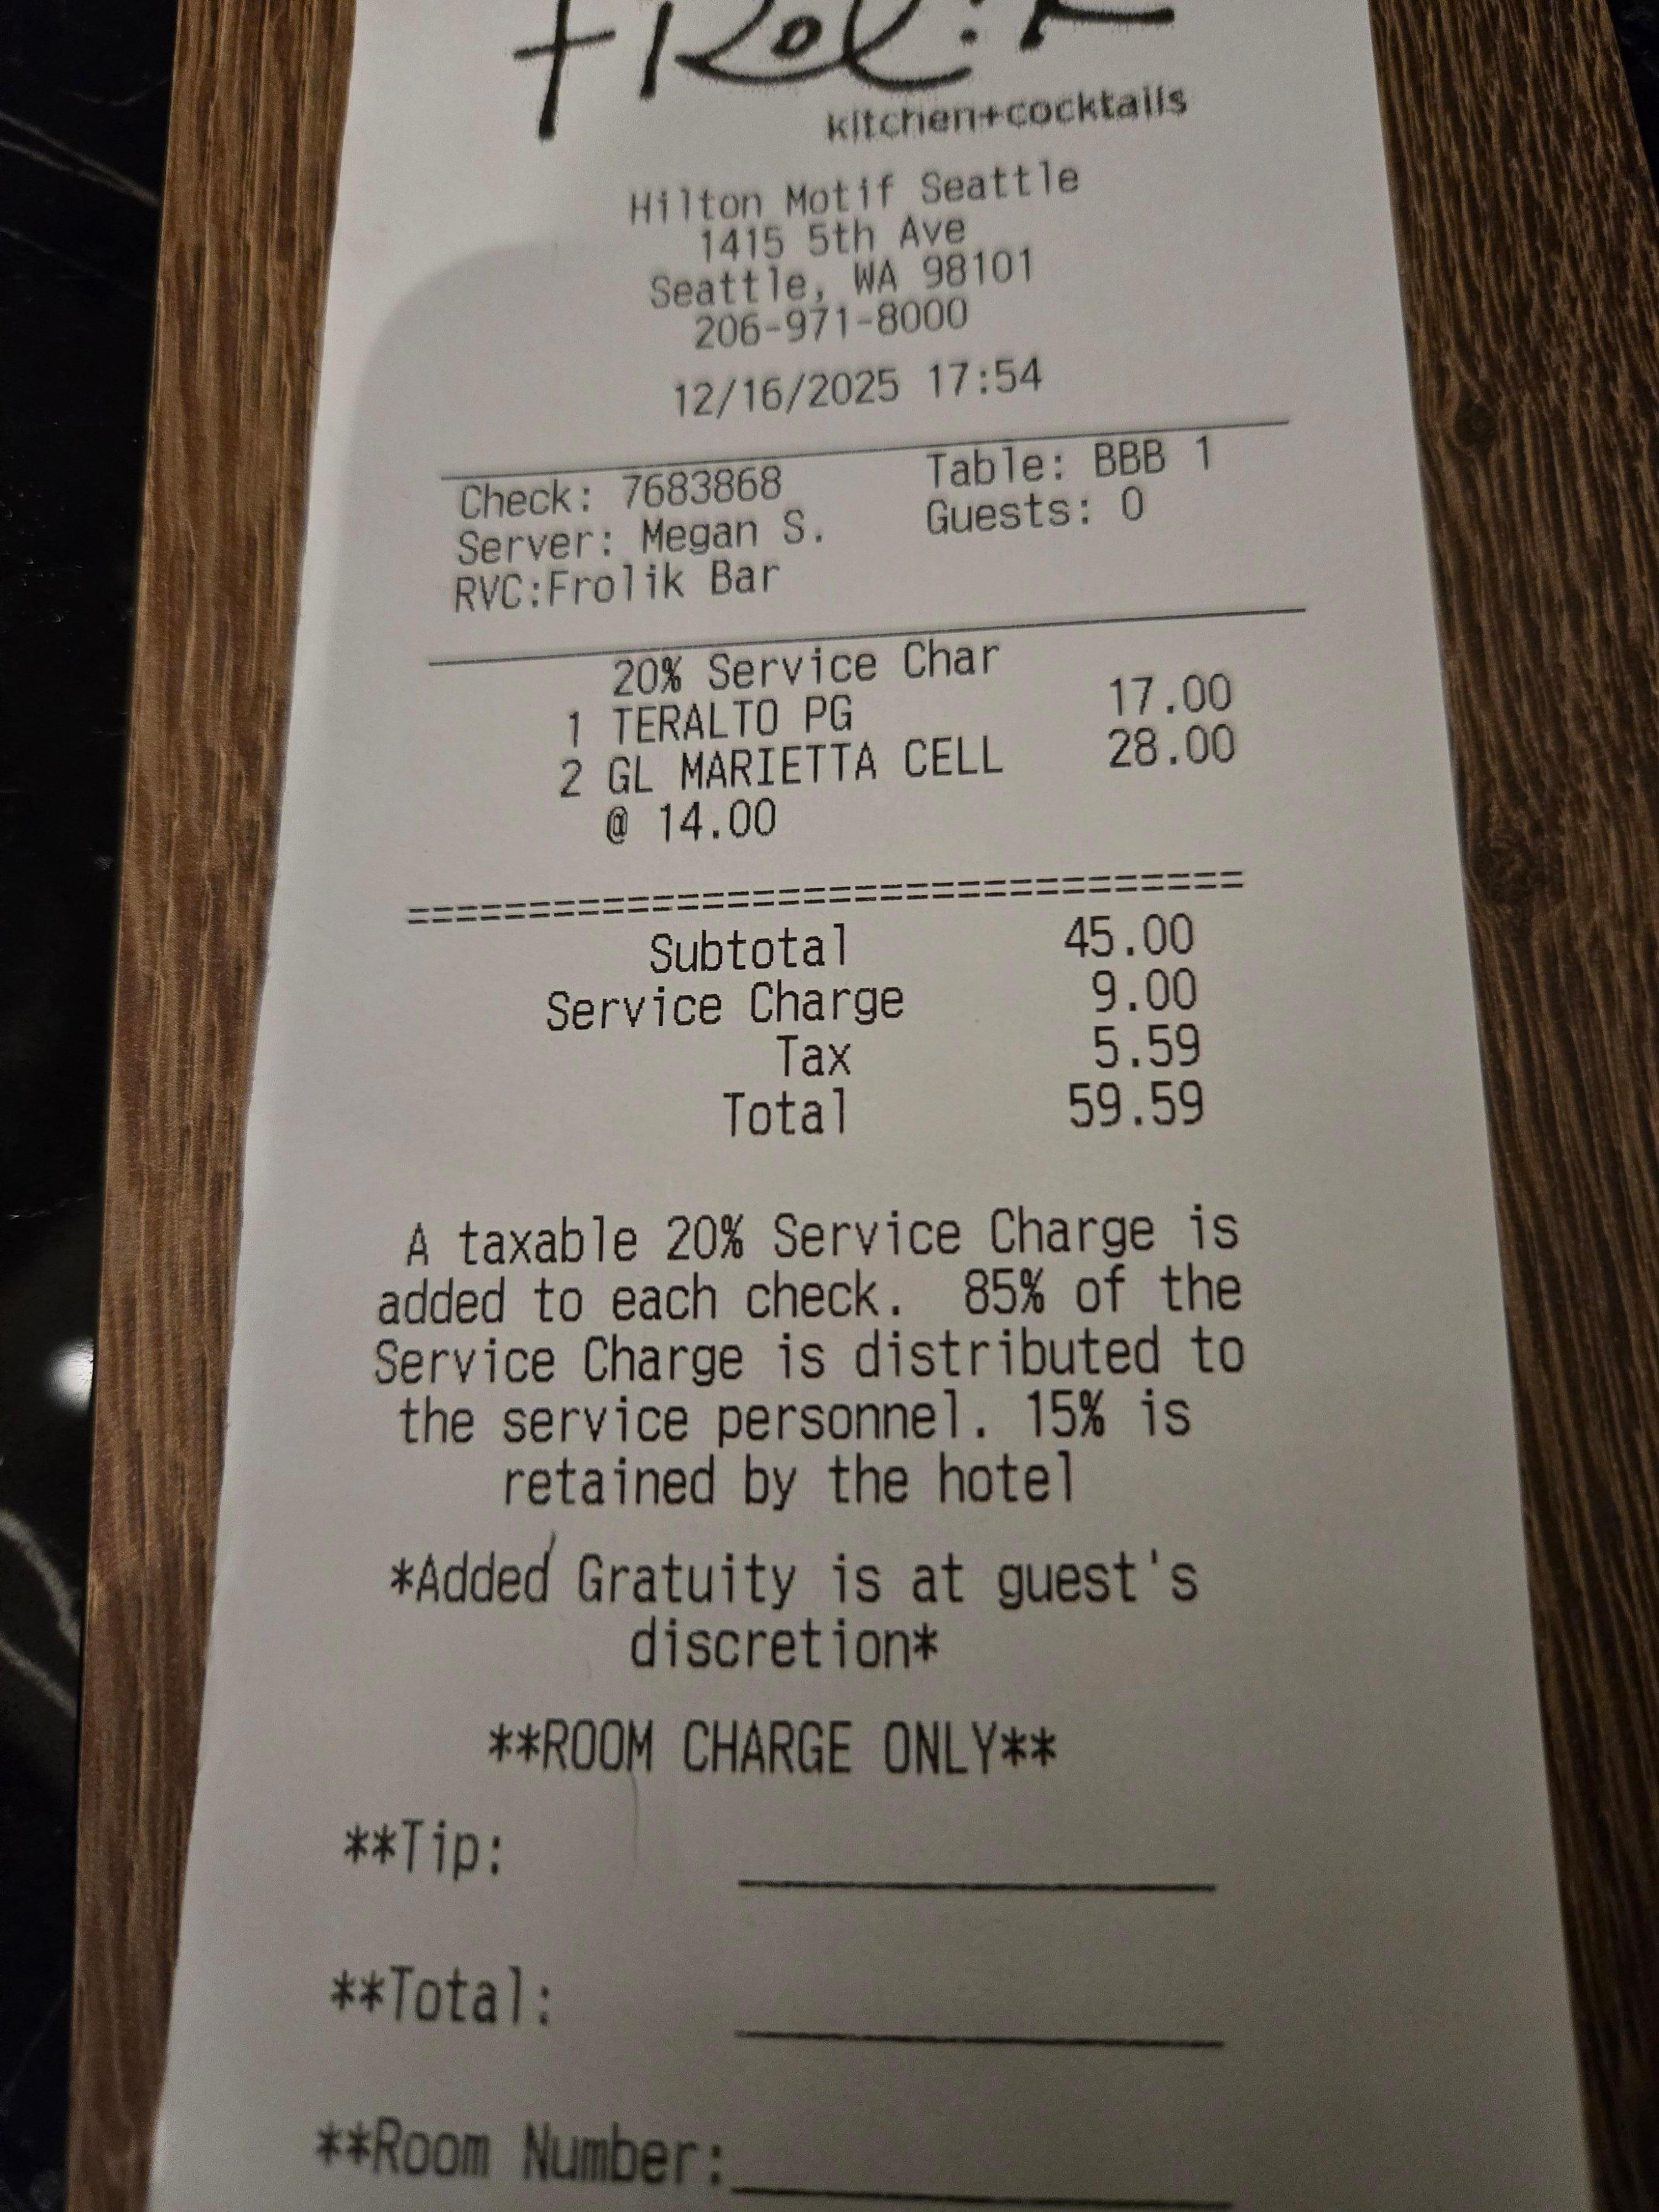 FRoLiK
kitchen+cocktails
Hilton Motif Seattle
1415 5th Ave
Seattle, WA 98101
206-971-8000
12/16/2025 17:54
Check: 7683868 Table: BBB 1
Server: Megan S. Guests: 0
RVC:Frolik Bar
20% Service Char
1 TERALTO PG 17.00
2 GL MARIETTA CELL 28.00
@ 14.00
==================================
Subtotal 45.00
Service Charge 9.00
Tax 5.59
Total 59.59
A taxable 20% Service Charge is
added to each check. 85% of the
Service Charge is distributed to
the service personnel. 15% is
retained by the hotel
*Added Gratuity is at guest's
discretion*
**ROOM CHARGE ONLY**
**Tip:
**Total:
**Room Number: